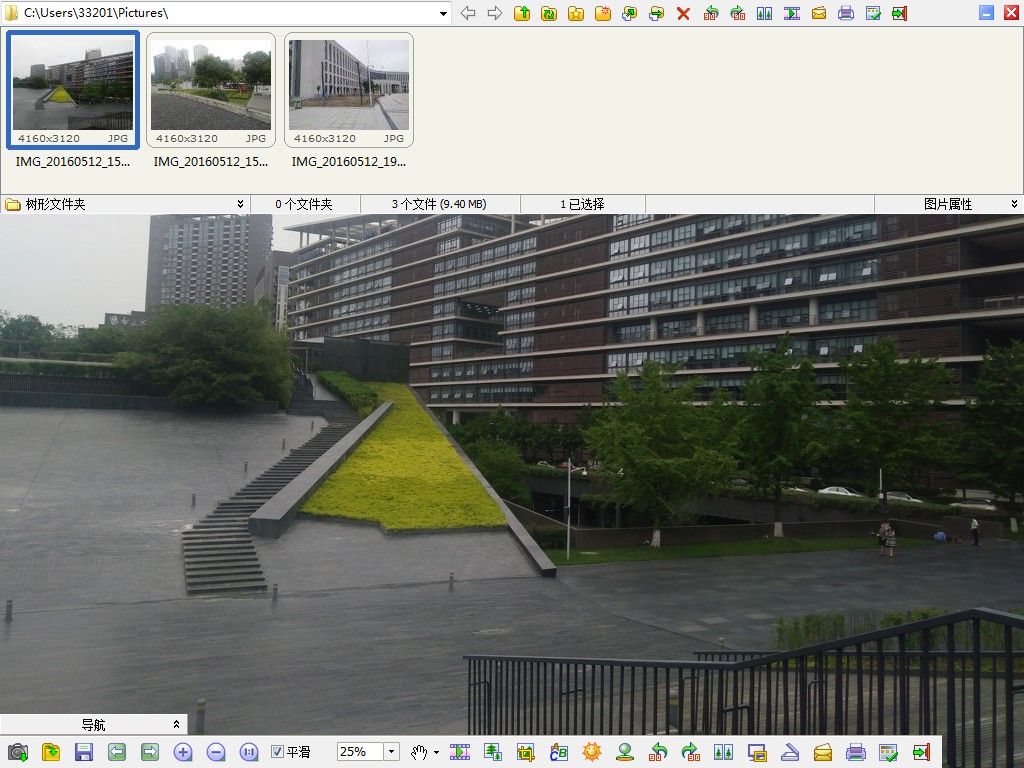 C:\Users\33201\Pictures\
4160x3120 JPG
4160x3120 JPG
4160x3120 JPG
IMG_20160512_15...
IMG_20160512_15...
IMG_20160512_19...
树形文件夹
0 个文件夹
3 个文件 (9.40 MB)
1 已选择
图片属性
导航
1:1
平滑
25%